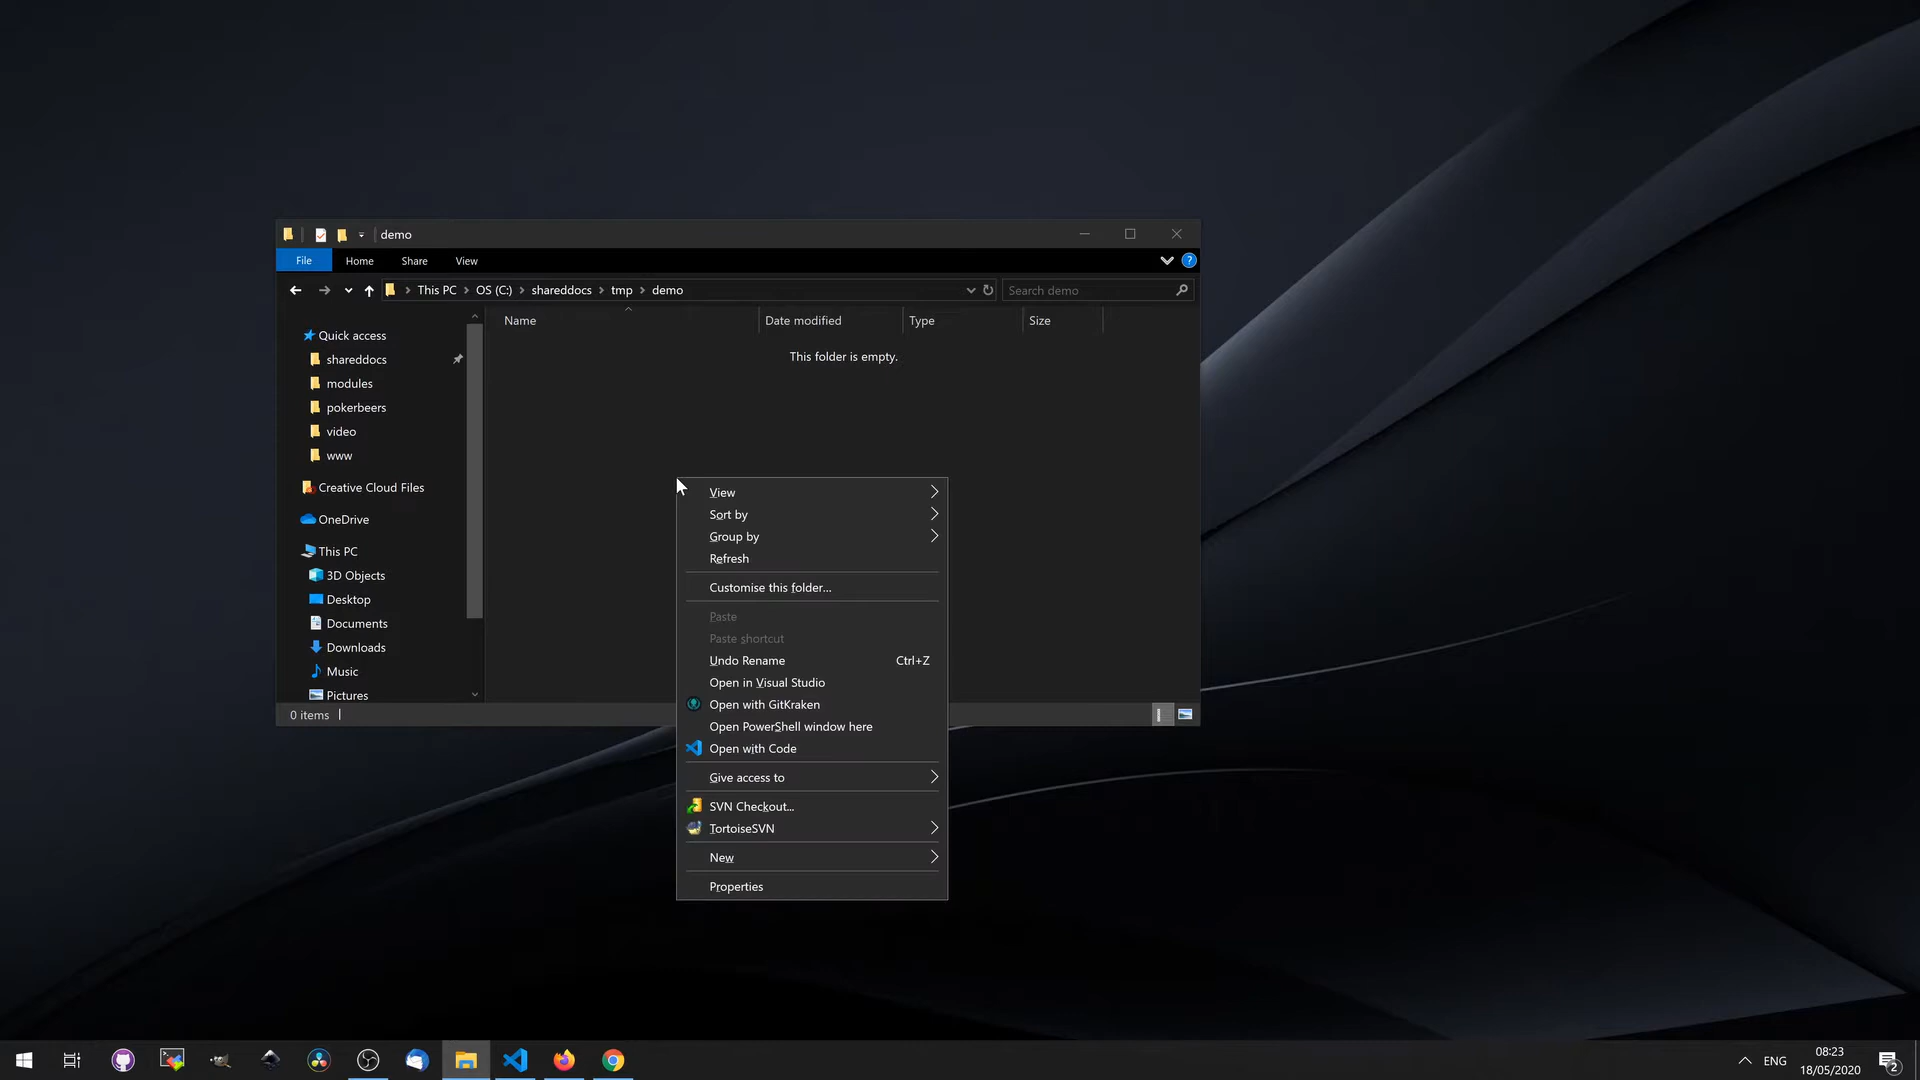 demo
File Home Share View
This PC OS (C:) shareddocs tmp demo
Search demo
Name Date modified Type Size
This folder is empty.
Quick access
shareddocs
modules
pokerbeers
video
www
Creative Cloud Files
OneDrive
This PC
3D Objects
Desktop
Documents
Downloads
Music
Pictures
0 items
View
Sort by
Group by
Refresh
Customise this folder...
Paste
Paste shortcut
Undo Rename Ctrl+Z
Open in Visual Studio
Open with GitKraken
Open PowerShell window here
Open with Code
Give access to
SVN Checkout...
TortoiseSVN
New
Properties
ENG
08:23
18/05/2020
2